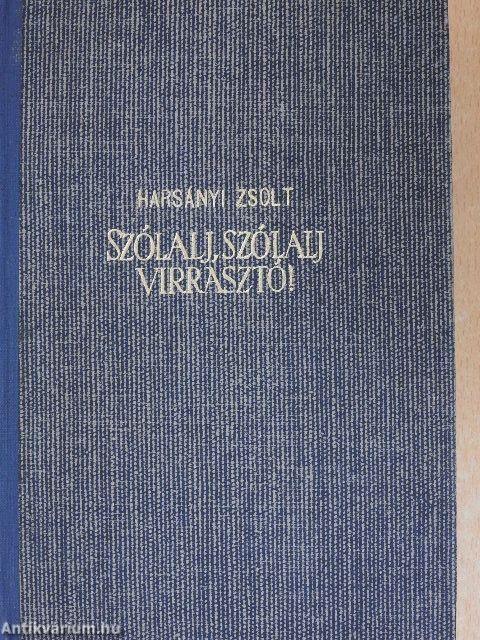 HARSÁNYI ZSOLT
SZÓLALJ, SZÓLALJ
VIRRASZTÓ!
Antikvarium.hu